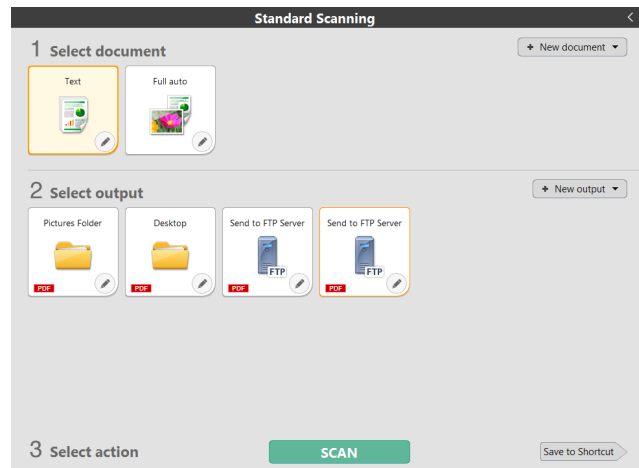 Standard Scanning
1 Select document
+ New document
Text
Full auto
2 Select output
+ New output
Pictures Folder
Desktop
Send to FTP Server
Send to FTP Server
FTP
FTP
PDF
PDF
PDF
PDF
3 Select action
SCAN
Save to Shortcut